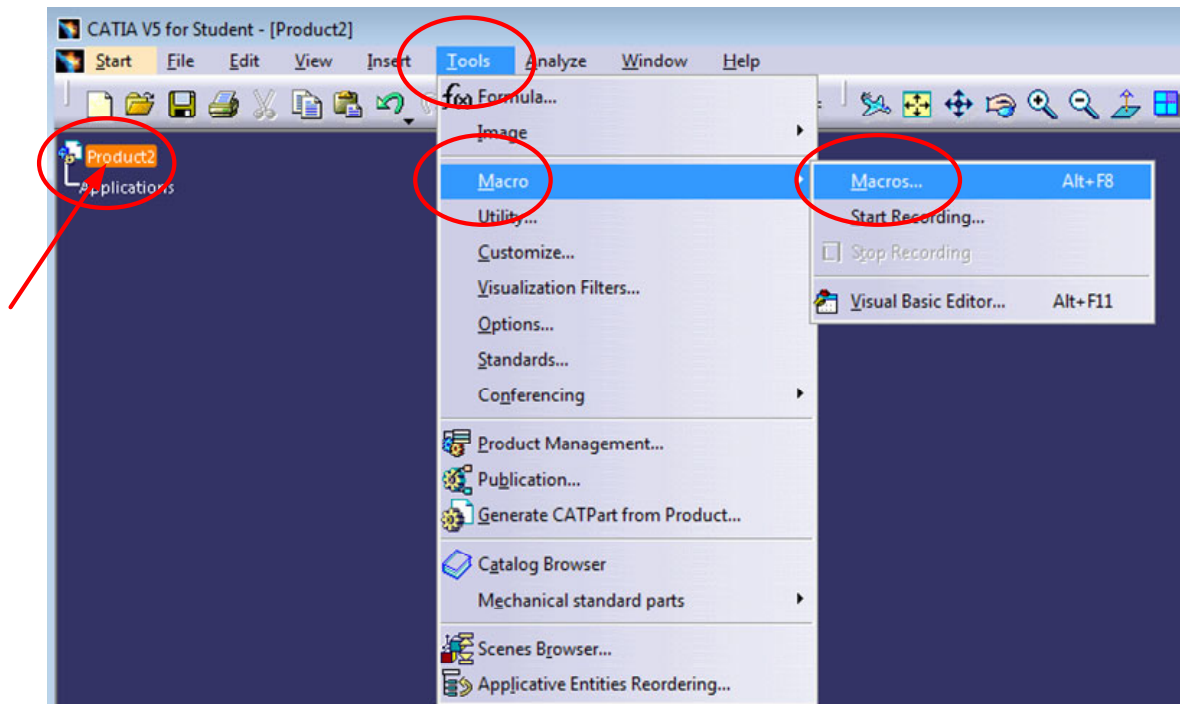 CATIA V5 for Student - [Product2]
Start File Edit View Insert Tools Analyze Window Help
f(x) Formula...
Image
Product2
Applications
Macro
Macros... Alt+F8
Utility...
Start Recording...
Customize...
Stop Recording
Visualization Filters...
Visual Basic Editor... Alt+F11
Options...
Standards...
Conferencing
Product Management...
Publication...
Generate CATPart from Product...
Catalog Browser
Mechanical standard parts
Scenes Browser...
Applicative Entities Reordering...